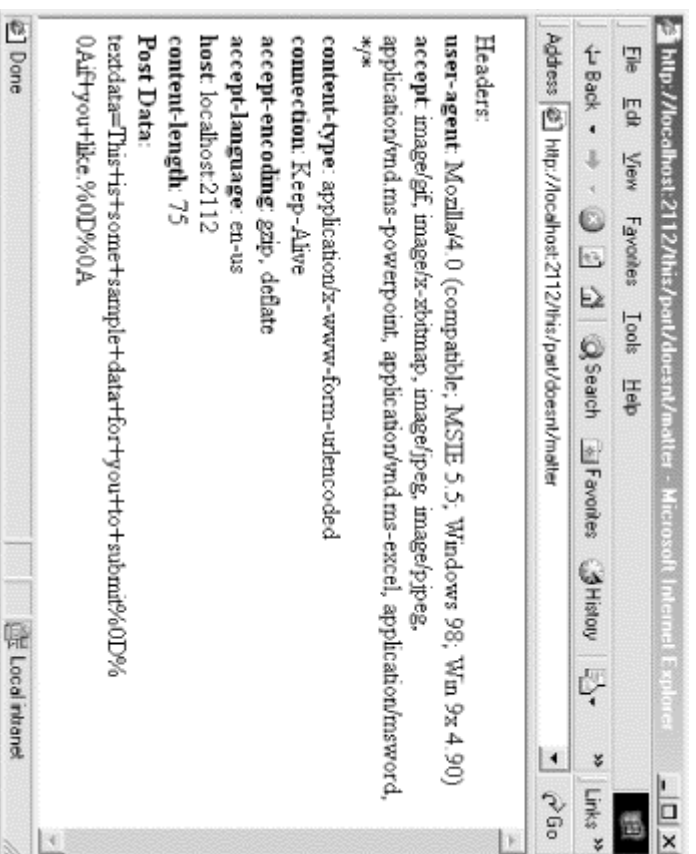 http://localhost:2112/this/part/doesnt/matter - Microsoft Internet Explorer
File Edit View Favorites Tools Help
Back Search Favorites History » Links »
Address http://localhost:2112/this/part/doesnt/matter Go
Headers:
user-agent: Mozilla/4.0 (compatible; MSIE 5.5; Windows 98; Win 9x 4.90)
accept: image/gif, image/x-xbitmap, image/jpeg, image/pjpeg,
application/vnd.ms-powerpoint, application/vnd.ms-excel, application/msword,
*/*
content-type: application/x-www-form-urlencoded
connection: Keep-Alive
accept-encoding: gzip, deflate
accept-language: en-us
host: localhost:2112
content-length: 75
Post Data:
textdata=This+is+some+sample+data+for+you+to+submit%0D%
0Aif+you+like.%0D%0A
Done Local intranet